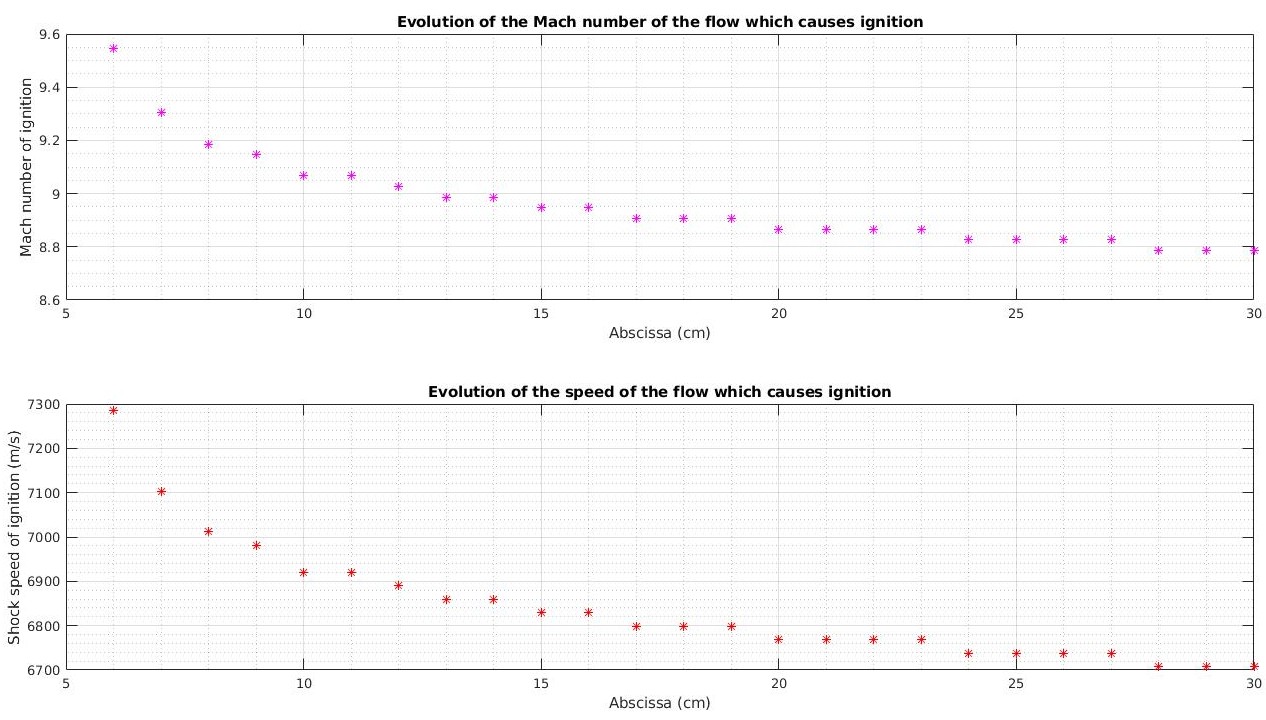 Evolution of the Mach number of the flow which causes ignition
9.6
9.4
9.2
9
8.8
8.6
Mach number of ignition
5 10 15 20 25 30
Abscissa (cm)
Evolution of the speed of the flow which causes ignition
7300
7200
7100
7000
6900
6800
6700
Shock speed of ignition (m/s)
5 10 15 20 25 30
Abscissa (cm)